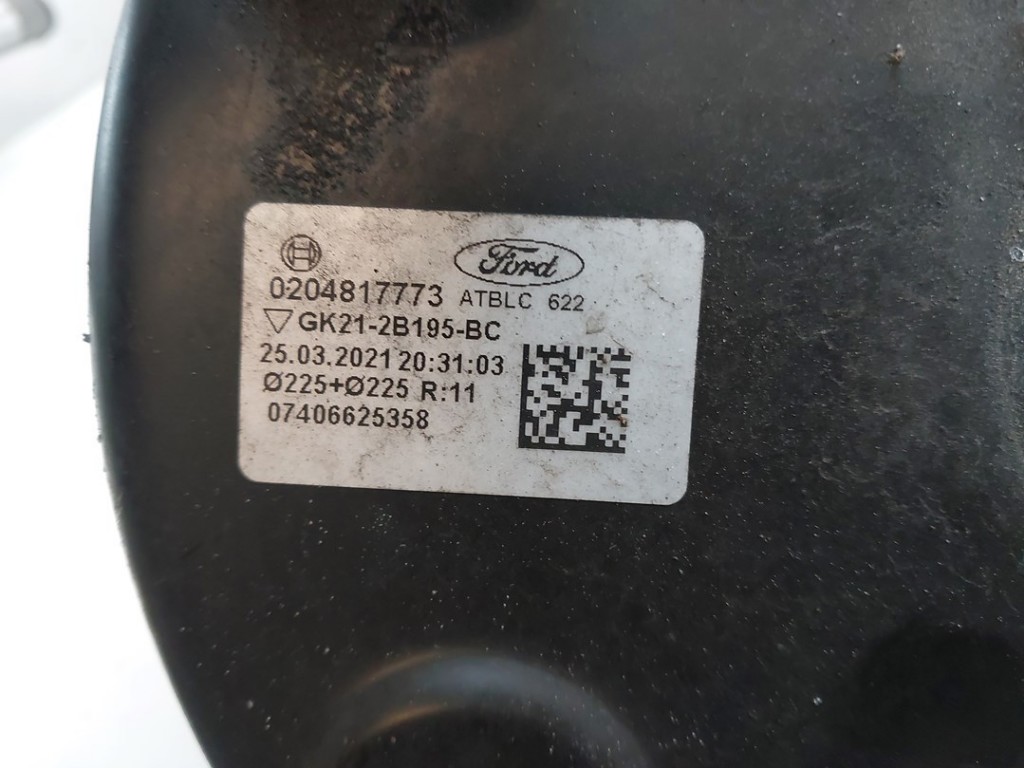 Ford
0204817773 ATBLC 622
▽GK21-2B195-BC
25.03.2021 20:31:03
Ø225+Ø225 R:11
07406625358